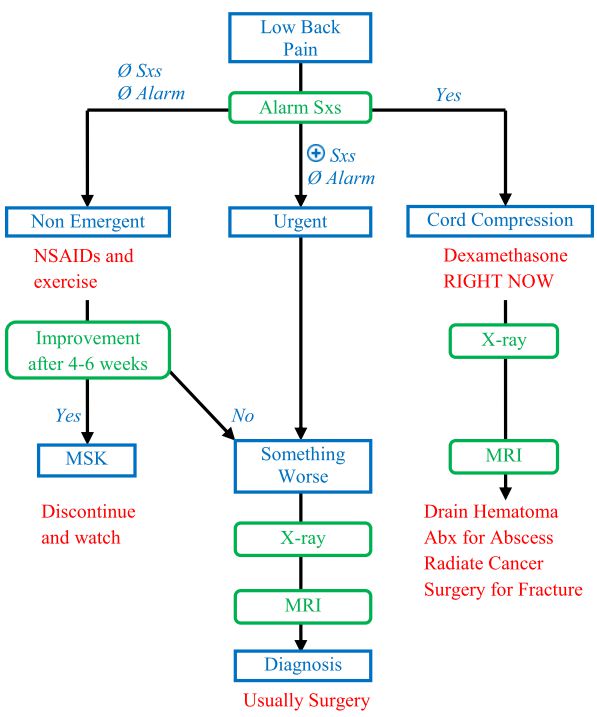 Low Back
Pain
Ø Sxs
Ø Alarm
Alarm Sxs
Yes
⊕ Sxs
Ø Alarm
Non Emergent
Urgent
Cord Compression
NSAIDs and
exercise
Dexamethasone
RIGHT NOW
Improvement
after 4-6 weeks
X-ray
Yes
No
MSK
Something
Worse
MRI
Discontinue
and watch
X-ray
Drain Hematoma
Abx for Abscess
Radiate Cancer
Surgery for Fracture
MRI
Diagnosis
Usually Surgery